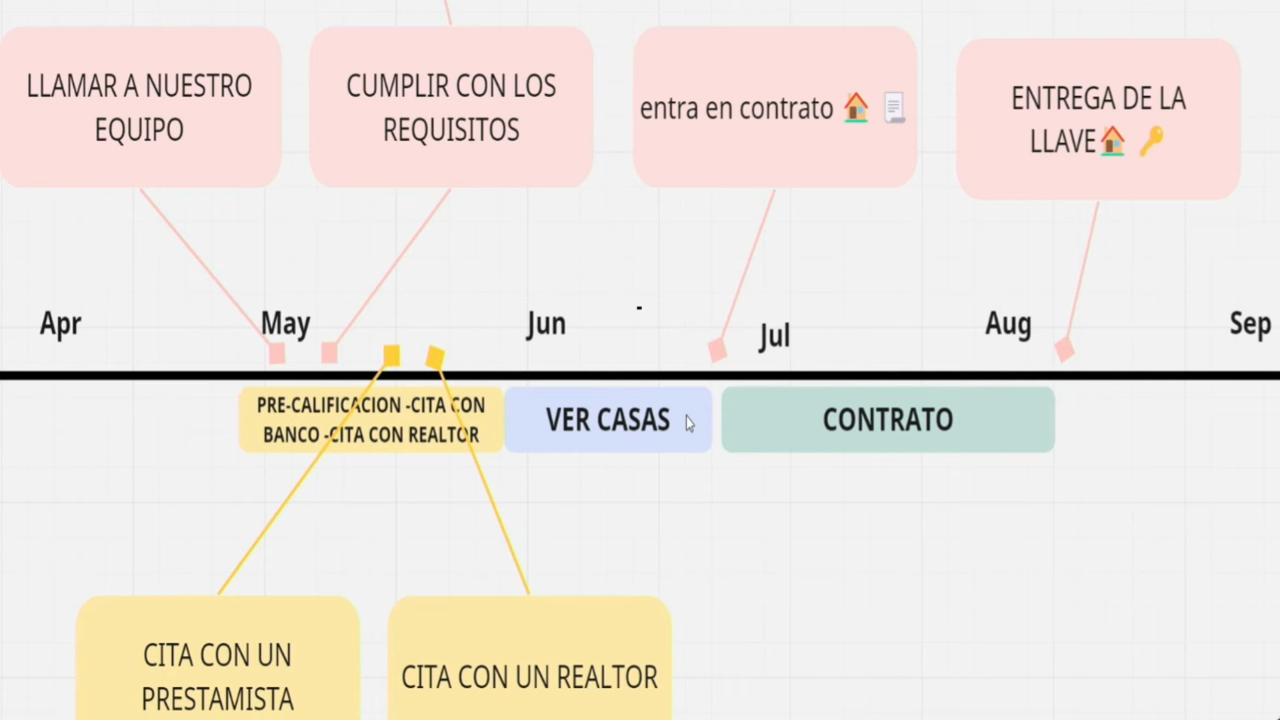 LLAMAR A NUESTRO
EQUIPO
CUMPLIR CON LOS
REQUISITOS
entra en contrato 🏠 📃
ENTREGA DE LA
LLAVE🏠 🔑
Apr
May
Jun
-
Jul
Aug
Sep
PRE-CALIFICACION -CITA CON
BANCO -CITA CON REALTOR
VER CASAS
CONTRATO
CITA CON UN
PRESTAMISTA
CITA CON UN REALTOR